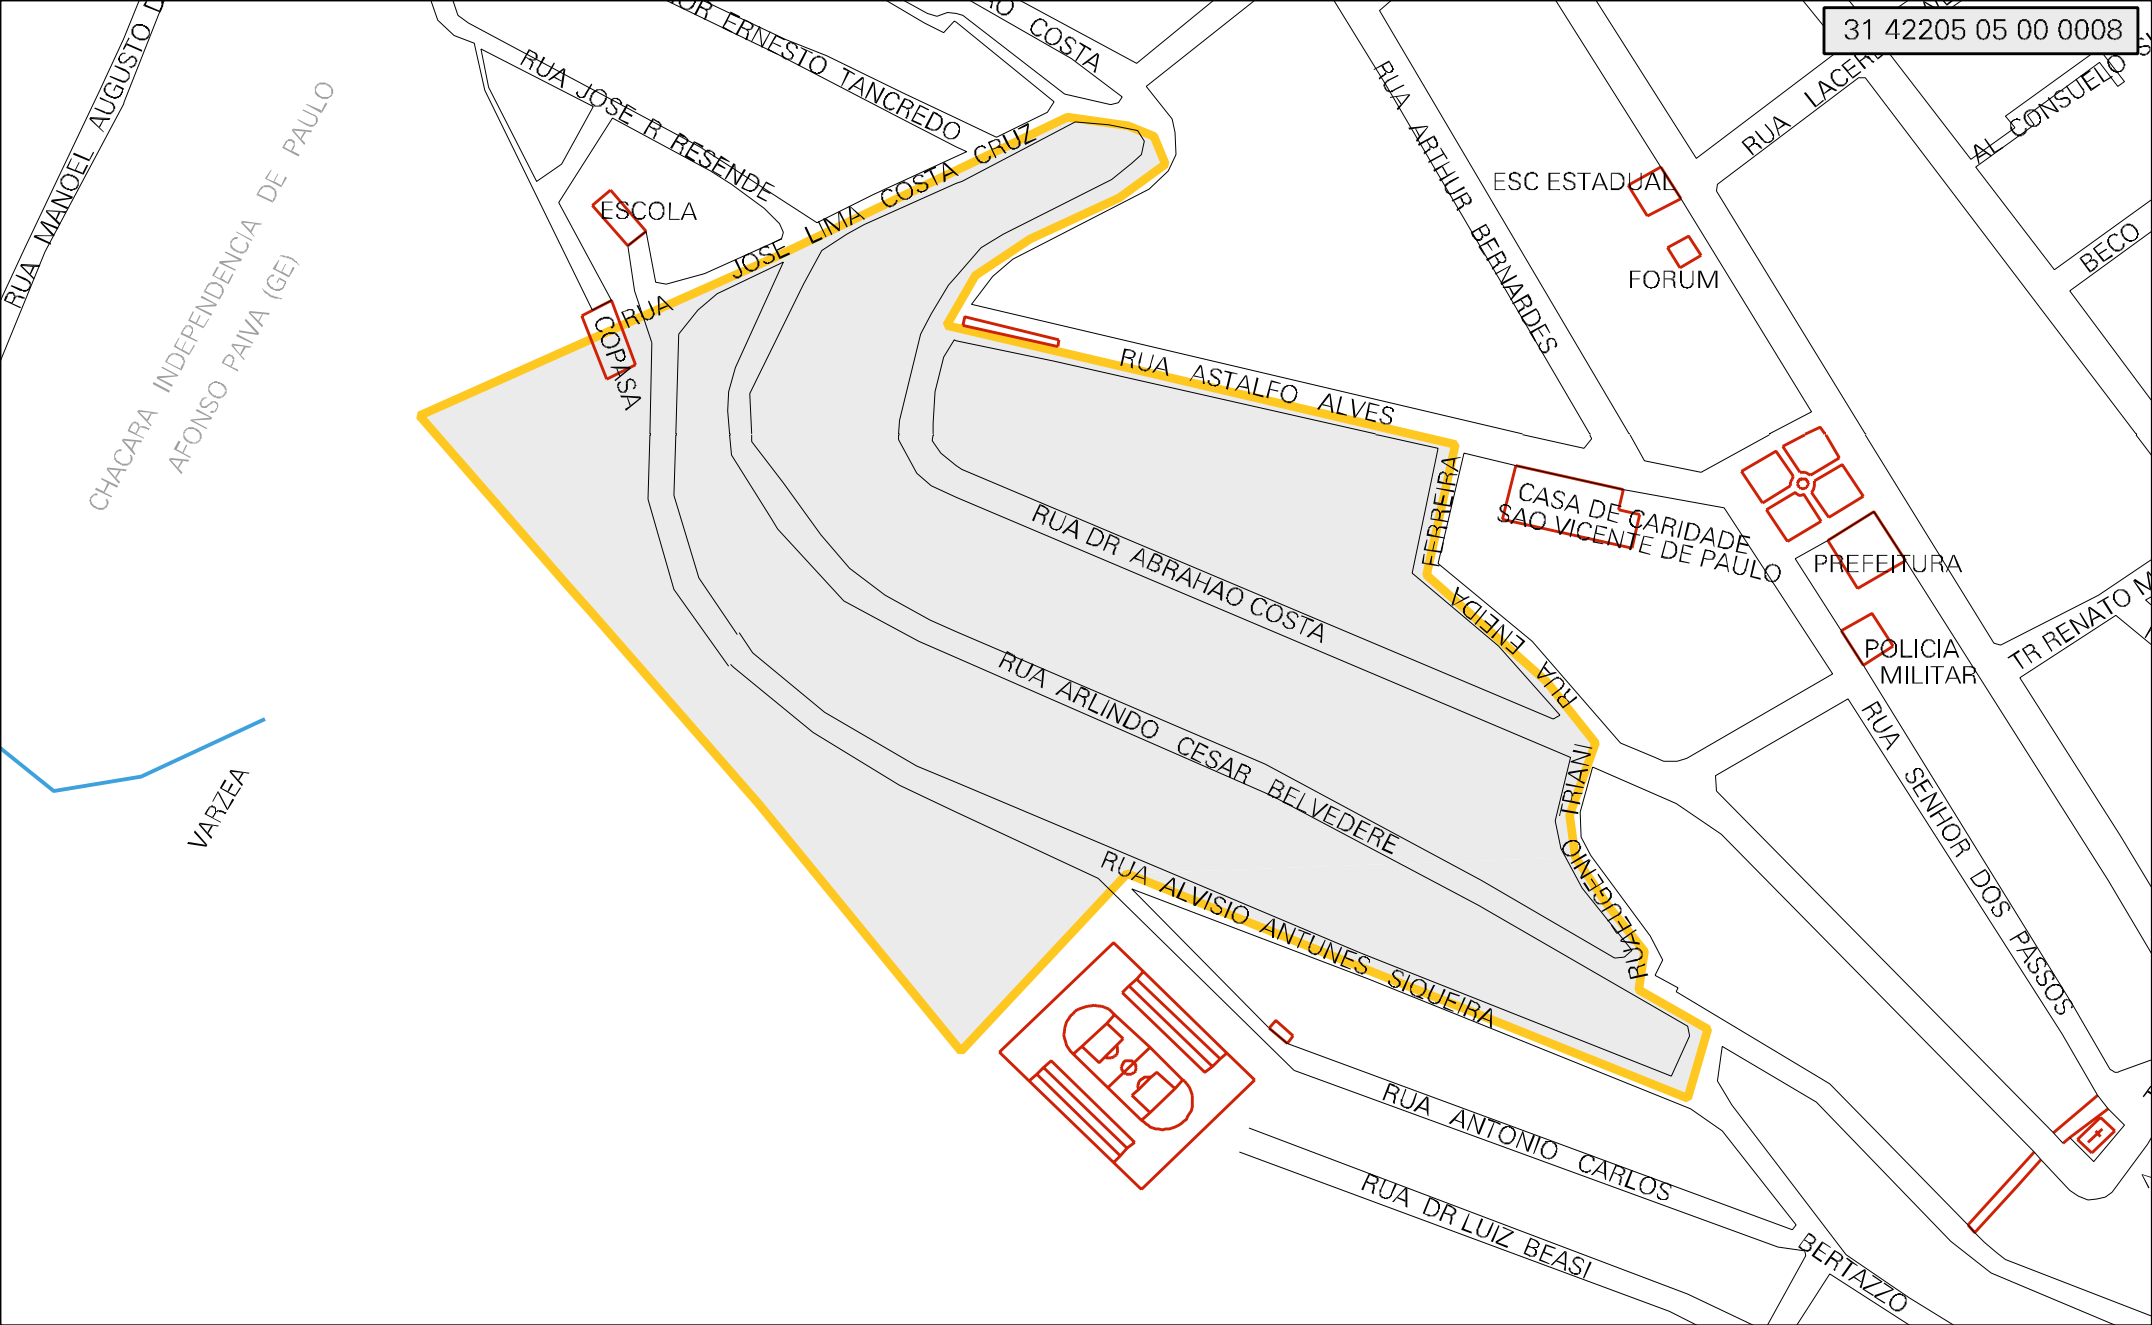 31 42205 05 00 0008
RUA MANOEL AUGUSTO
CHACARA INDEPENDENCIA DE PAULO
AFONSO PAIVA (GE)
VARZEA
RUA JOSE R RESENDE
ERNESTO TANCREDO
COSTA
ESCOLA
COPASA
RUA JOSE LIMA COSTA CRUZ
RUA ARTHUR BERNARDES
ESC ESTADUAL
FORUM
RUA
AL CONSUELO
BECO
RUA ASTALFO ALVES
CASA DE CARIDADE
SAO VICENTE DE PAULO
PREFEITURA
POLICIA
MILITAR
TR RENATO
RUA ENEIDA FERREIRA
RUA DR ABRAHAO COSTA
RUA ARLINDO CESAR BELVEDERE
RUA EUGENIO TRIANI
RUA ALVISIO ANTUNES SIQUEIRA
RUA SENHOR DOS PASSOS
RUA ANTONIO CARLOS
RUA DR LUIZ BEASI
BERTAZZO